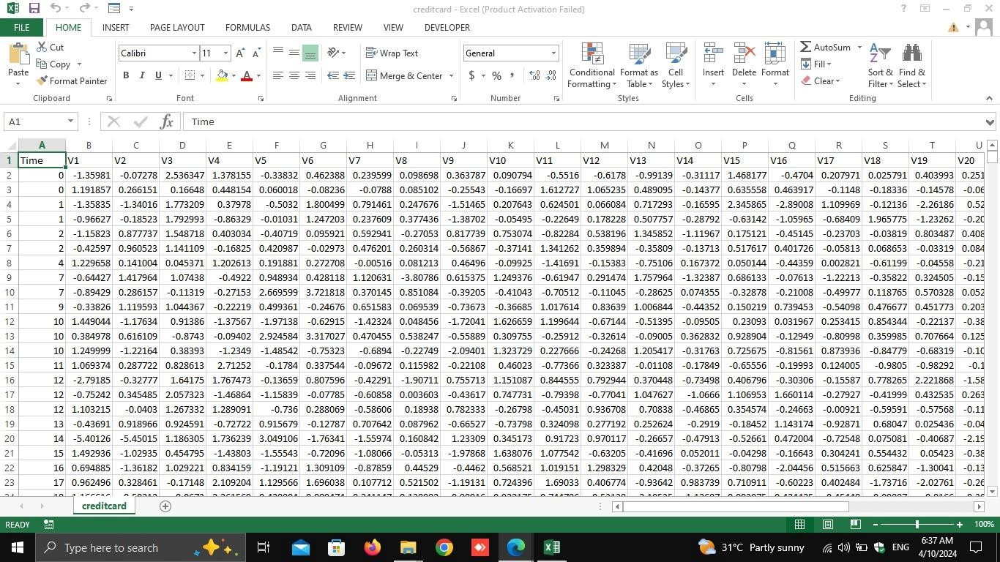 creditcard - Excel (Product Activation Failed)
FILE HOME INSERT PAGE LAYOUT FORMULAS DATA REVIEW VIEW DEVELOPER
Cut
Copy
Format Painter
Paste
Clipboard
Calibri 11
B I U
Font
Wrap Text
Merge & Center
Alignment
General
$ % ,
Number
Conditional Formatting
Format as Table
Cell Styles
Styles
Insert Delete Format
Cells
AutoSum
Fill
Clear
Sort & Filter
Find & Select
Editing
A1 fx Time
A B C D E F G H I J K L M N O P Q R S T U
1 Time V1 V2 V3 V4 V5 V6 V7 V8 V9 V10 V11 V12 V13 V14 V15 V16 V17 V18 V19 V20
2 0 -1.35981 -0.07278 2.536347 1.378155 -0.33832 0.462388 0.239599 0.098698 0.363787 0.090794 -0.5516 -0.6178 -0.99139 -0.31117 1.468177 -0.4704 0.207971 0.025791 0.403993 0.251
3 0 1.191857 0.266151 0.16648 0.448154 0.060018 -0.08236 -0.0788 0.085102 -0.25543 -0.16697 1.612727 1.065235 0.489095 -0.14377 0.635558 0.463917 -0.1148 -0.18336 -0.14578 -0.06
4 1 -1.35835 -1.34016 1.773209 0.37978 -0.5032 1.800499 0.791461 0.247676 -1.51465 0.207643 0.624501 0.066084 0.717293 -0.16595 2.345865 -2.89008 1.109969 -0.12136 -2.26186 0.52
5 1 -0.96627 -0.18523 1.792993 -0.86329 -0.01031 1.247203 0.237609 0.377436 -1.38702 -0.05495 -0.22649 0.178228 0.507757 -0.28792 -0.63142 -1.05965 -0.68409 1.965775 -1.23262 -0.20
6 2 -1.15823 0.877737 1.548718 0.403034 -0.40719 0.095921 0.592941 -0.27053 0.817739 0.753074 -0.82284 0.538196 1.345852 -1.11967 0.175121 -0.45145 -0.23703 -0.03819 0.803487 0.408
7 2 -0.42597 0.960523 1.141109 -0.16825 0.420987 -0.02973 0.476201 0.260314 -0.56867 -0.37141 1.341262 0.359894 -0.35809 -0.13713 0.517617 0.401726 -0.05813 0.068653 -0.03319 0.084
8 4 1.229658 0.141004 0.045371 1.202613 0.191881 0.272708 -0.00516 0.081213 0.46496 -0.09925 -1.41691 -0.15383 -0.75106 0.167372 0.050144 -0.44359 0.002821 -0.61199 -0.04558 -0.21
9 7 -0.64427 1.417964 1.07438 -0.4922 0.948934 0.428118 1.120631 -3.80786 0.615375 1.249376 -0.61947 0.291474 1.757964 -1.32387 0.686133 -0.07613 -1.22213 -0.35822 0.324505 -0.15
10 7 -0.89429 0.286157 -0.11319 -0.27153 2.669599 3.721818 0.370145 0.851084 -0.39205 -0.41043 -0.70512 -0.11045 -0.28625 0.074355 -0.32878 -0.21008 -0.49977 0.118765 0.570328 0.052
11 9 -0.33826 1.119593 1.044367 -0.22219 0.499361 -0.24676 0.651583 0.069539 -0.73673 -0.36685 1.017614 0.83639 1.006844 -0.44352 0.150219 0.739453 -0.54098 0.476677 0.451773 0.203
12 10 1.449044 -1.17634 0.91386 -1.37567 -1.97138 -0.62915 -1.42324 0.048456 -1.72041 1.626659 1.199644 -0.67144 -0.51395 -0.09505 0.23093 0.031967 0.253415 0.854344 -0.22137 -0.38
13 10 0.384978 0.616109 -0.8743 -0.09402 2.924584 3.317027 0.470455 0.538247 -0.55889 0.309755 -0.25912 -0.32614 -0.09005 0.362832 0.928904 -0.12949 -0.80998 0.359985 0.707664 0.125
14 10 1.249999 -1.22164 0.38393 -1.2349 -1.48542 -0.75323 -0.6894 -0.22749 -2.09401 1.323729 0.227666 -0.24268 1.205417 -0.31763 0.725675 -0.81561 0.873936 -0.84779 -0.68319 -0.10
15 11 1.069374 0.287722 0.828613 2.71252 -0.1784 0.337544 -0.09672 0.115982 -0.22108 0.46023 -0.77366 0.323387 -0.01108 -0.17849 -0.65556 -0.19993 0.124005 -0.9805 -0.98292 -0.1
16 12 -2.79185 -0.32777 1.64175 1.767473 -0.13659 0.807596 -0.42291 -1.90711 0.755713 1.151087 0.844555 0.792944 0.370448 -0.73498 0.406796 -0.30306 -0.15587 0.778265 2.221868 -1.58
17 12 -0.75242 0.345485 2.057323 -1.46864 -1.15839 -0.07785 -0.60858 0.003603 -0.43617 0.747731 -0.79398 -0.77041 1.047627 -1.0666 1.106953 1.660114 -0.27927 -0.41999 0.432535 0.263
18 12 1.103215 -0.0403 1.267332 1.289091 -0.736 0.288069 -0.58606 0.18938 0.782333 -0.26798 -0.45031 0.936708 0.70838 -0.46865 0.354574 -0.24663 -0.00921 -0.59591 -0.57568 -0.11
19 13 -0.43691 0.918966 0.924591 -0.72722 0.915679 -0.12787 0.707642 0.087962 -0.66527 -0.73798 0.324098 0.277192 0.252624 -0.2919 -0.18452 1.143174 -0.92871 0.68047 0.025436 -0.04
20 14 -5.40126 -5.45015 1.186305 1.736239 3.049106 -1.76341 -1.55974 0.160842 1.23309 0.345173 0.91723 0.970117 -0.26657 -0.47913 -0.52661 0.472004 -0.72548 0.075081 -0.40687 -2.19
21 15 1.492936 -1.02935 0.454795 -1.43803 -1.55543 -0.72096 -1.08066 -0.05313 -1.97868 1.638076 1.077542 -0.63205 -0.41696 0.052011 -0.04298 -0.16643 0.304241 0.554432 0.05423 -0.38
22 16 0.694885 -1.36182 1.029221 0.834159 -1.19121 1.309109 -0.87859 0.44529 -0.4462 0.568521 1.019151 1.298329 0.42048 -0.37265 -0.80798 -2.04456 0.515663 0.625847 -1.30041 -0.13
23 17 0.962496 0.328461 -0.17148 2.109204 1.129566 1.696038 0.107712 0.521502 -1.19131 0.724396 1.69033 0.406774 -0.93642 0.983739 0.710911 -0.60223 0.402484 -1.73716 -2.02761 -0.26
creditcard
READY 100%
Type here to search 31°C Partly sunny ENG 6:37 AM
4/10/2024